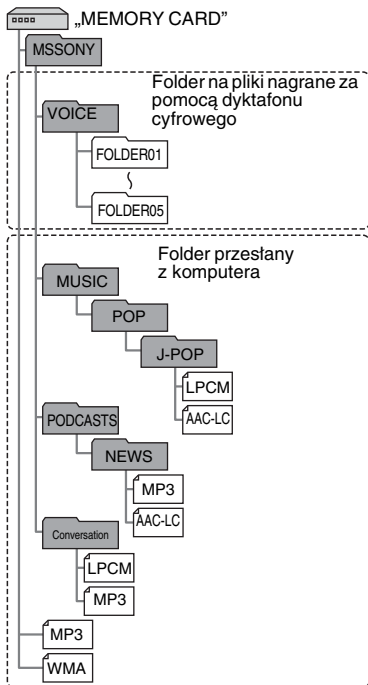 „MEMORY CARD”
MSSONY
Folder na pliki nagrane za
pomocą dyktafonu
cyfrowego
VOICE
FOLDER01
FOLDER05
Folder przesłany
z komputera
MUSIC
POP
J-POP
LPCM
AAC-LC
PODCASTS
NEWS
MP3
AAC-LC
Conversation
LPCM
MP3
MP3
WMA